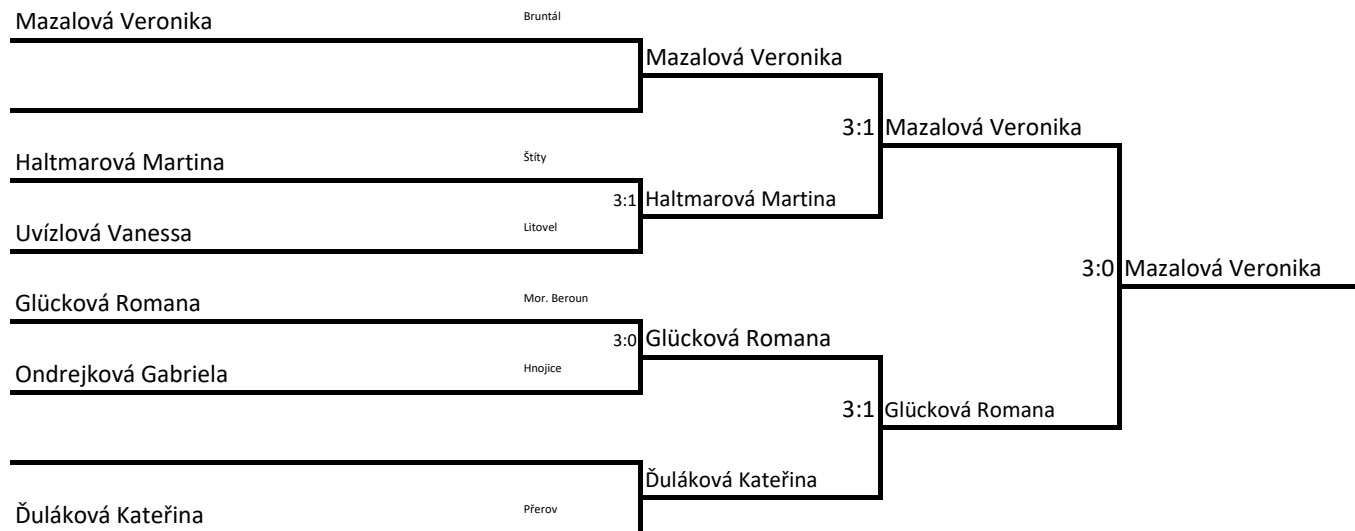 Mazalová Veronika Bruntál
Mazalová Veronika
3:1 Mazalová Veronika
Haltmarová Martina Štíty
3:1 Haltmarová Martina
Uvízlová Vanessa Litovel
3:0 Mazalová Veronika
Glücková Romana Mor. Beroun
3:0 Glücková Romana
Ondrejková Gabriela Hnojice
3:1 Glücková Romana
Ďuláková Kateřina
Ďuláková Kateřina Přerov